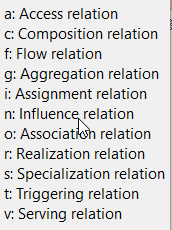 a: Access relation
c: Composition relation
f: Flow relation
g: Aggregation relation
i: Assignment relation
n: Influence relation
o: Association relation
r: Realization relation
s: Specialization relation
t: Triggering relation
v: Serving relation